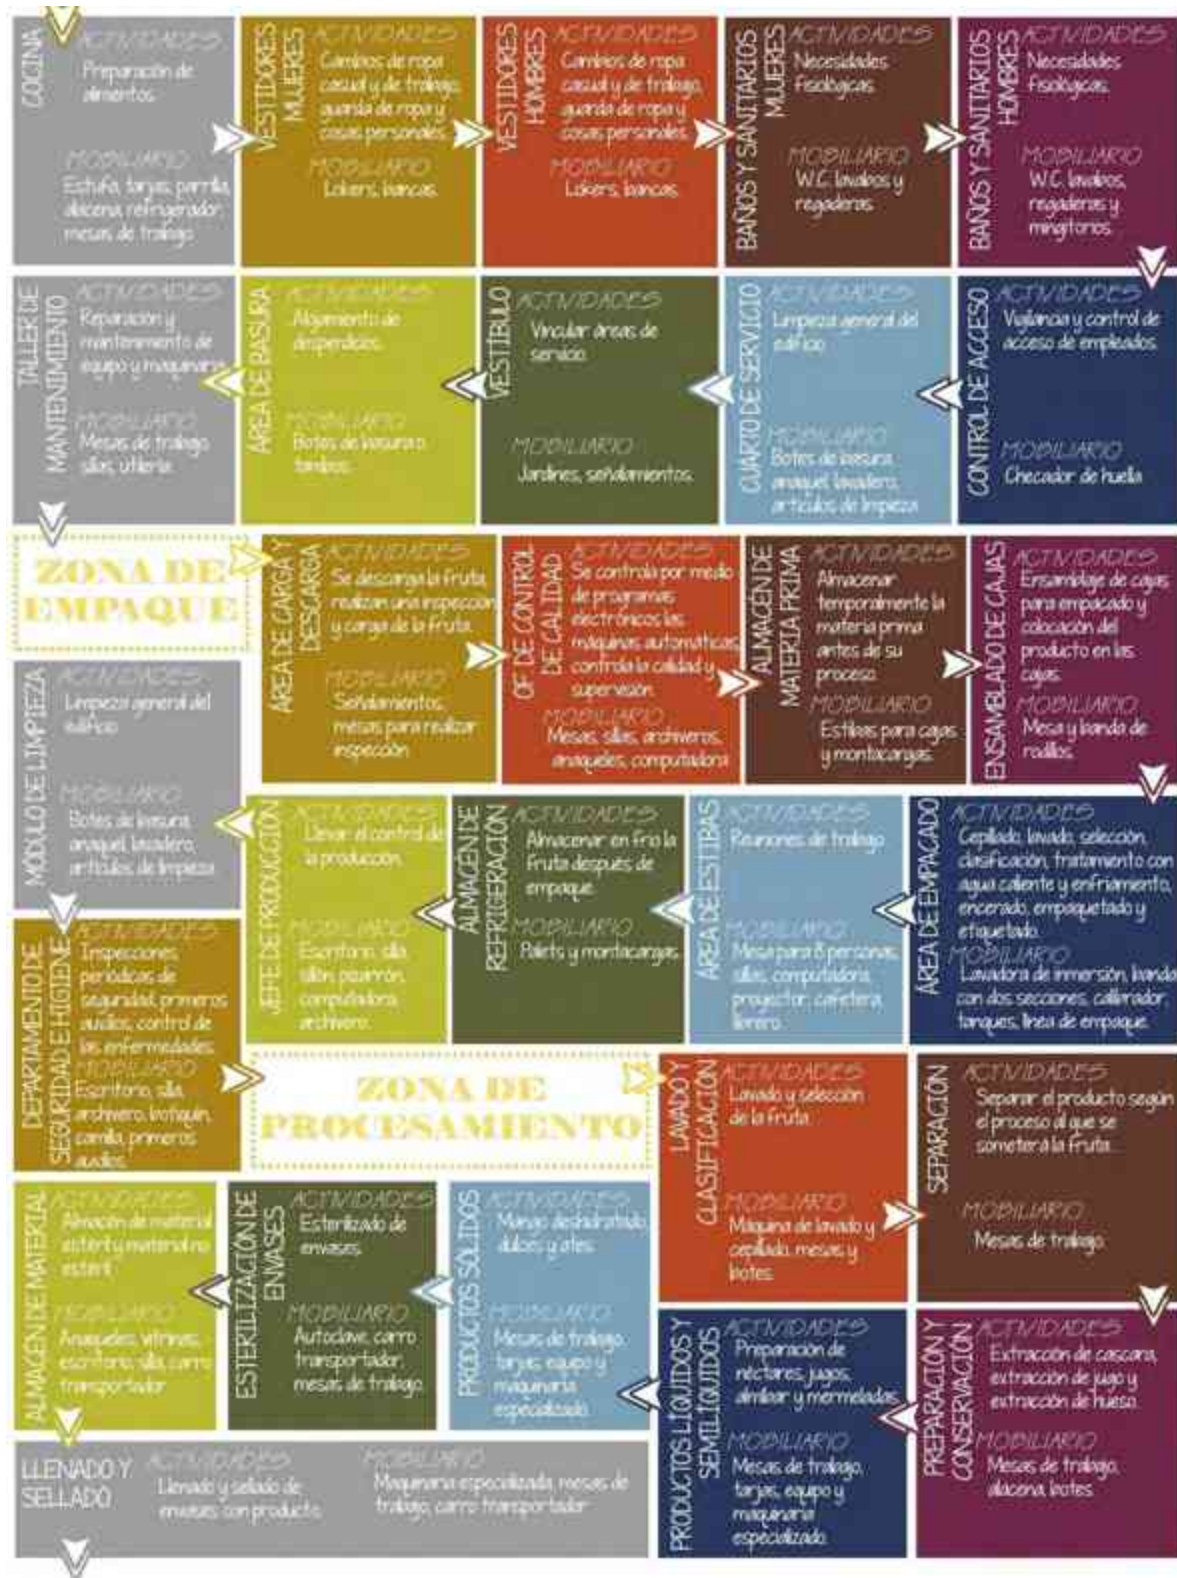 COCINA
ACTIVIDADES
Preparación de
alimentos.
MOBILIARIO
Estufa, tarjas, parrilla,
alacena, refrigerador,
mesas de trabajo
VESTIDORES
MUJERES
ACTIVIDADES
Cambios de ropa
casual y de trabajo,
guarda de ropa y
cosas personales.
MOBILIARIO
Lokers, bancas.
VESTIDORES
HOMBRES
ACTIVIDADES
Cambios de ropa
casual y de trabajo,
guarda de ropa y
cosas personales.
MOBILIARIO
Lokers, bancas.
BAÑOS Y SANITARIOS
MUJERES
ACTIVIDADES
Necesidades
fisiológicas.
MOBILIARIO
W.C. lavabos y
regaderas.
BAÑOS Y SANITARIOS
HOMBRES
ACTIVIDADES
Necesidades
fisiológicas.
MOBILIARIO
W.C. lavabos,
regaderas y
mingitorios.
CONTROL DE ACCESO
ACTIVIDADES
Vigilancia y control de
acceso de empleados.
MOBILIARIO
Checador de huella
CUARTO DE SERVICIO
ACTIVIDADES
Limpieza general del
edificio
MOBILIARIO
Botes de basura
anaquel lavadero,
artículos de limpieza
VESTÍBULO
ACTIVIDADES
Vincular áreas de
servicio.
MOBILIARIO
Jardines, señalamientos.
ÁREA DE BASURA
ACTIVIDADES
Alojamiento de
desperdicios.
MOBILIARIO
Botes de basura o
tambos.
TALLER DE
MANTENIMIENTO
ACTIVIDADES
Reparación y
mantenimiento de
equipo y maquinaria
MOBILIARIO
Mesas de trabajo
sillas, utilería.
ZONA DE
EMPAQUE
ÁREA DE CARGA Y
DESCARGA
ACTIVIDADES
Se descarga la fruta,
realizan una inspección
y carga de la fruta.
MOBILIARIO
Señalamientos,
mesas para realizar
inspección
OF. DE CONTROL
DE CALIDAD
ACTIVIDADES
Se controla por medio
de programas
electrónicos las
máquinas automáticas,
controla la calidad y
supervisión.
MOBILIARIO
Mesas, sillas, archiveros,
anaqueles, computadora
ALMACÉN DE
MATERIA PRIMA
ACTIVIDADES
Almacenar
temporalmente la
materia prima
antes de su
proceso.
MOBILIARIO
Estibas para cajas
y montacargas.
ENSAMBLADO DE CAJAS
ACTIVIDADES
Ensamblaje de cajas
para empacado y
colocación del
producto en las
cajas.
MOBILIARIO
Mesa y banda de
rodillos.
ÁREA DE EMPACADO
ACTIVIDADES
Cepillado, lavado, selección,
clasificación, tratamiento con
agua caliente y enfriamiento,
encerado, empaquetado y
etiquetado.
MOBILIARIO
Lavadora de inmersión, banda
con dos secciones, calibrador,
tanques, línea de empaque.
ÁREA DE ESTIBAS
ACTIVIDADES
Reuniones de trabajo
MOBILIARIO
Mesa para 8 personas,
sillas, computadora,
proyector, cafetera,
librero.
ALMACÉN DE
REFRIGERACIÓN
ACTIVIDADES
Almacenar en frío la
fruta después de
empaque.
MOBILIARIO
Palets y montacargas.
JEFE DE PRODUCCIÓN
ACTIVIDADES
Llevar el control de
la producción.
MOBILIARIO
Escritorio, silla,
sillón, pizarrón,
computadora,
archivero.
MÓDULO DE LIMPIEZA
ACTIVIDADES
Limpieza general del
edificio
MOBILIARIO
Botes de basura,
anaquel, lavadero,
artículos de limpieza
DEPARTAMENTO DE
SEGURIDAD E HIGIENE
ACTIVIDADES
Inspecciones
periódicas de
seguridad, primeros
auxilios, control de
las enfermedades.
MOBILIARIO
Escritorio, silla,
archivero, botiquín,
camilla, primeros
auxilios.
ZONA DE
PROCESAMIENTO
LAVADO Y
CLASIFICACIÓN
ACTIVIDADES
Lavado y selección
de la fruta.
MOBILIARIO
Máquina de lavado y
cepillado, mesas y
botes.
SEPARACIÓN
ACTIVIDADES
Separar el producto según
el proceso al que se
someterá la fruta.
MOBILIARIO
Mesas de trabajo.
PREPARACIÓN Y
CONSERVACIÓN
ACTIVIDADES
Extracción de cascara,
extracción de jugo y
extracción de hueso.
MOBILIARIO
Mesas de trabajo,
alacena, botes.
PRODUCTOS LÍQUIDOS Y
SEMILÍQUIDOS
ACTIVIDADES
Preparación de
néctares, jugos,
almíbar y mermeladas.
MOBILIARIO
Mesas de trabajo,
tarjas, equipo y
maquinaria
especializado.
PRODUCTOS SÓLIDOS
ACTIVIDADES
Mango deshidratado,
dulces y ates.
MOBILIARIO
Mesas de trabajo,
tarjas, equipo y
maquinaria
especializado.
ESTERILIZACIÓN DE
ENVASES
ACTIVIDADES
Esterilizado de
envases.
MOBILIARIO
Autoclave, carro
transportador,
mesas de trabajo.
ALMACÉN DE MATERIAL
ACTIVIDADES
Almacén de material
estéril y material no
estéril
MOBILIARIO
Anaqueles, vitrinas,
escritorio, silla, carro
transportador
LLENADO Y
SELLADO
ACTIVIDADES
Llenado y sellado de
envases con producto.
MOBILIARIO
Maquinaria especializada, mesas de
trabajo, carro transportador